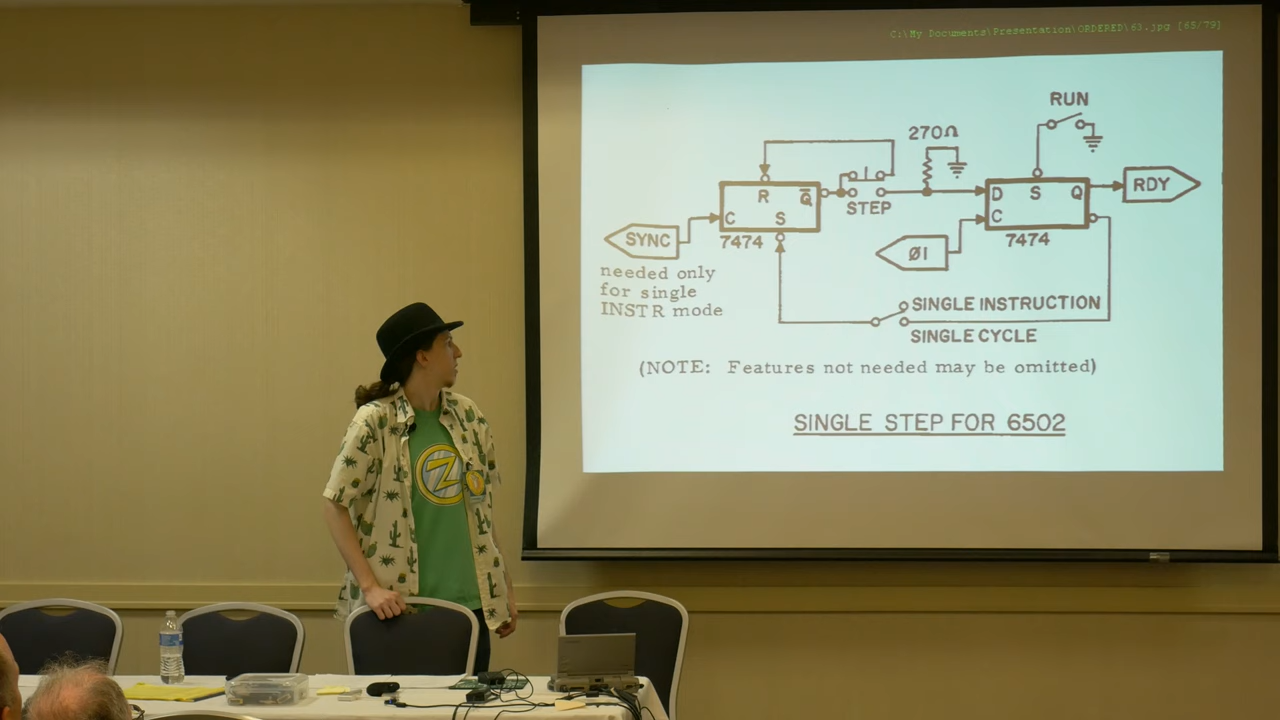 C:\My Documents\Presentation\ORDERED\63.jpg [65/79]
RUN
270Ω
RDY
R
Q̅
C
S
STEP
D
S
Q
C
SYNC
7474
Ø1
7474
needed only
for single
INSTR mode
SINGLE INSTRUCTION
SINGLE CYCLE
(NOTE: Features not needed may be omitted)
SINGLE STEP FOR 6502
Z